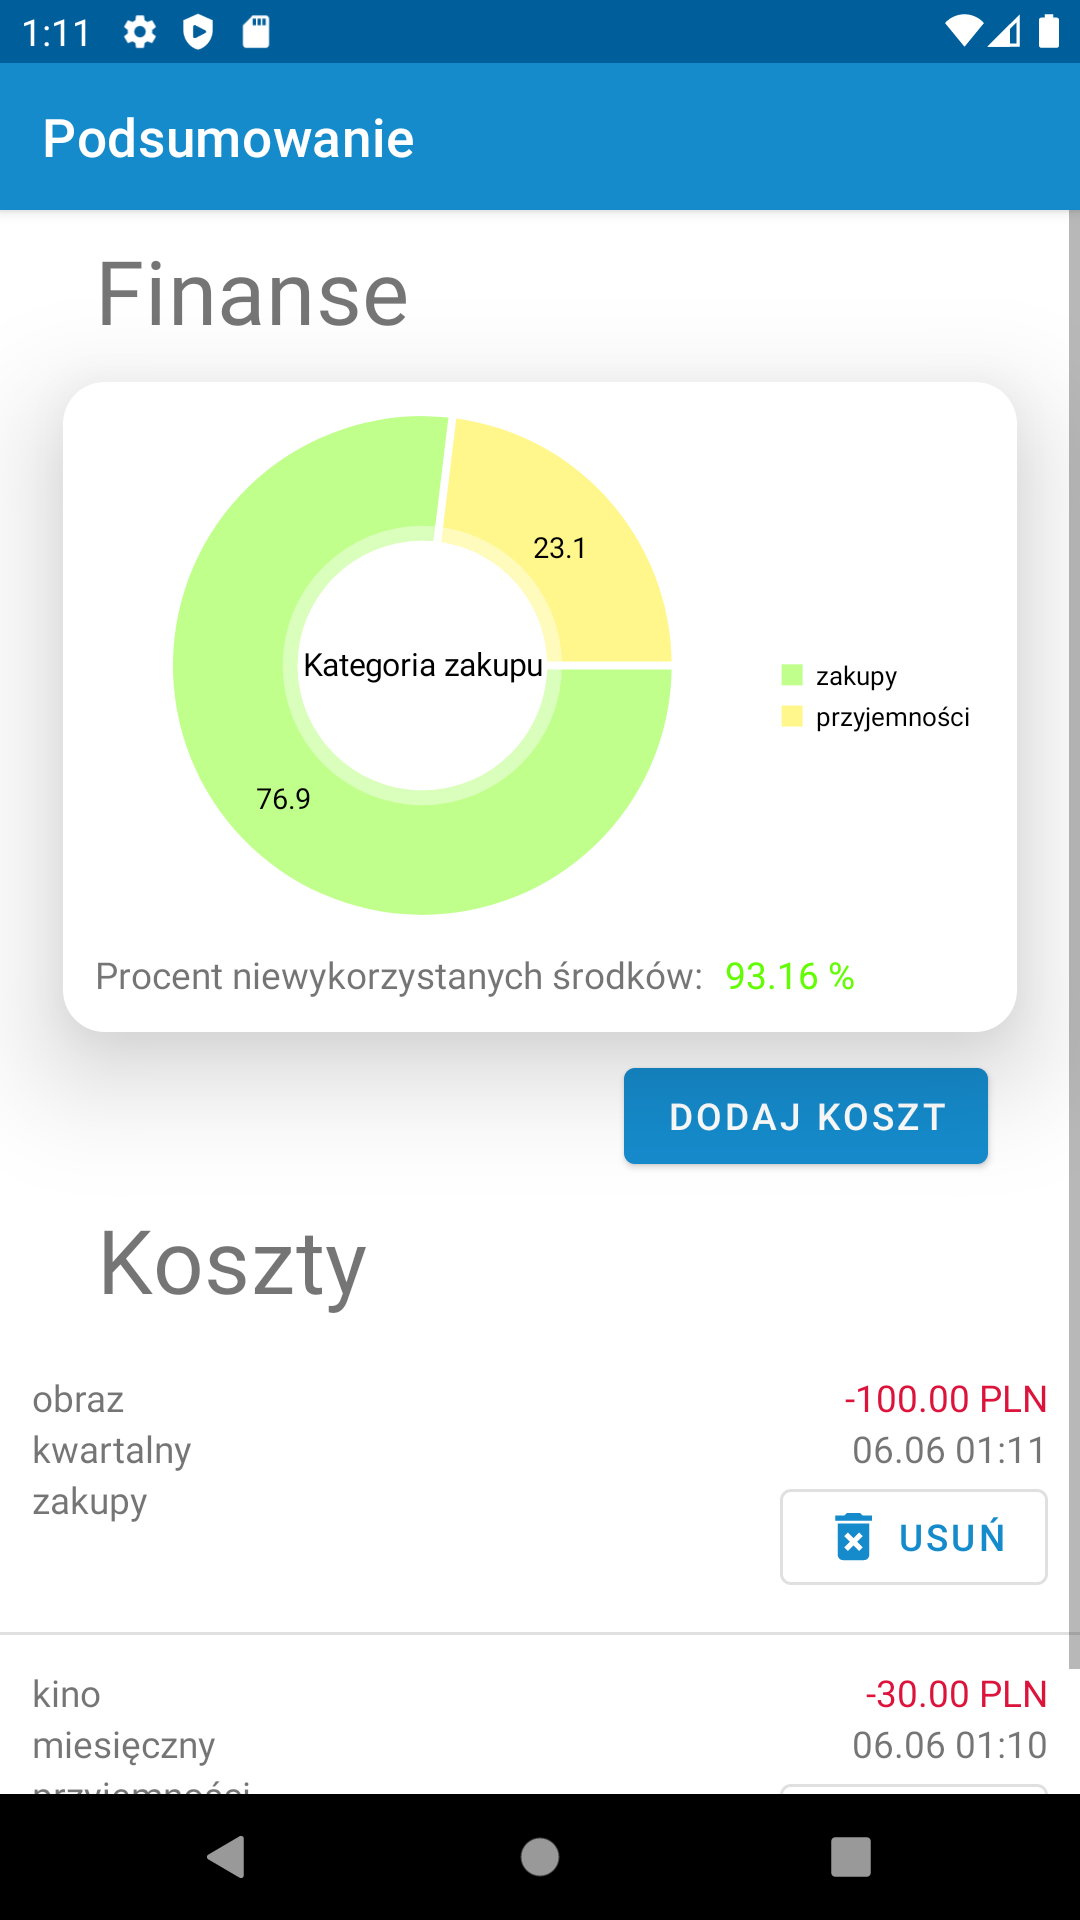 1:11
Podsumowanie
Finanse
23.1
Kategoria zakupu
76.9
zakupy
przyjemności
Procent niewykorzystanych środków: 93.16 %
DODAJ KOSZT
Koszty
obraz -100.00 PLN
kwartalny 06.06 01:11
zakupy
USUŃ
kino -30.00 PLN
miesięczny 06.06 01:10
przyjemności